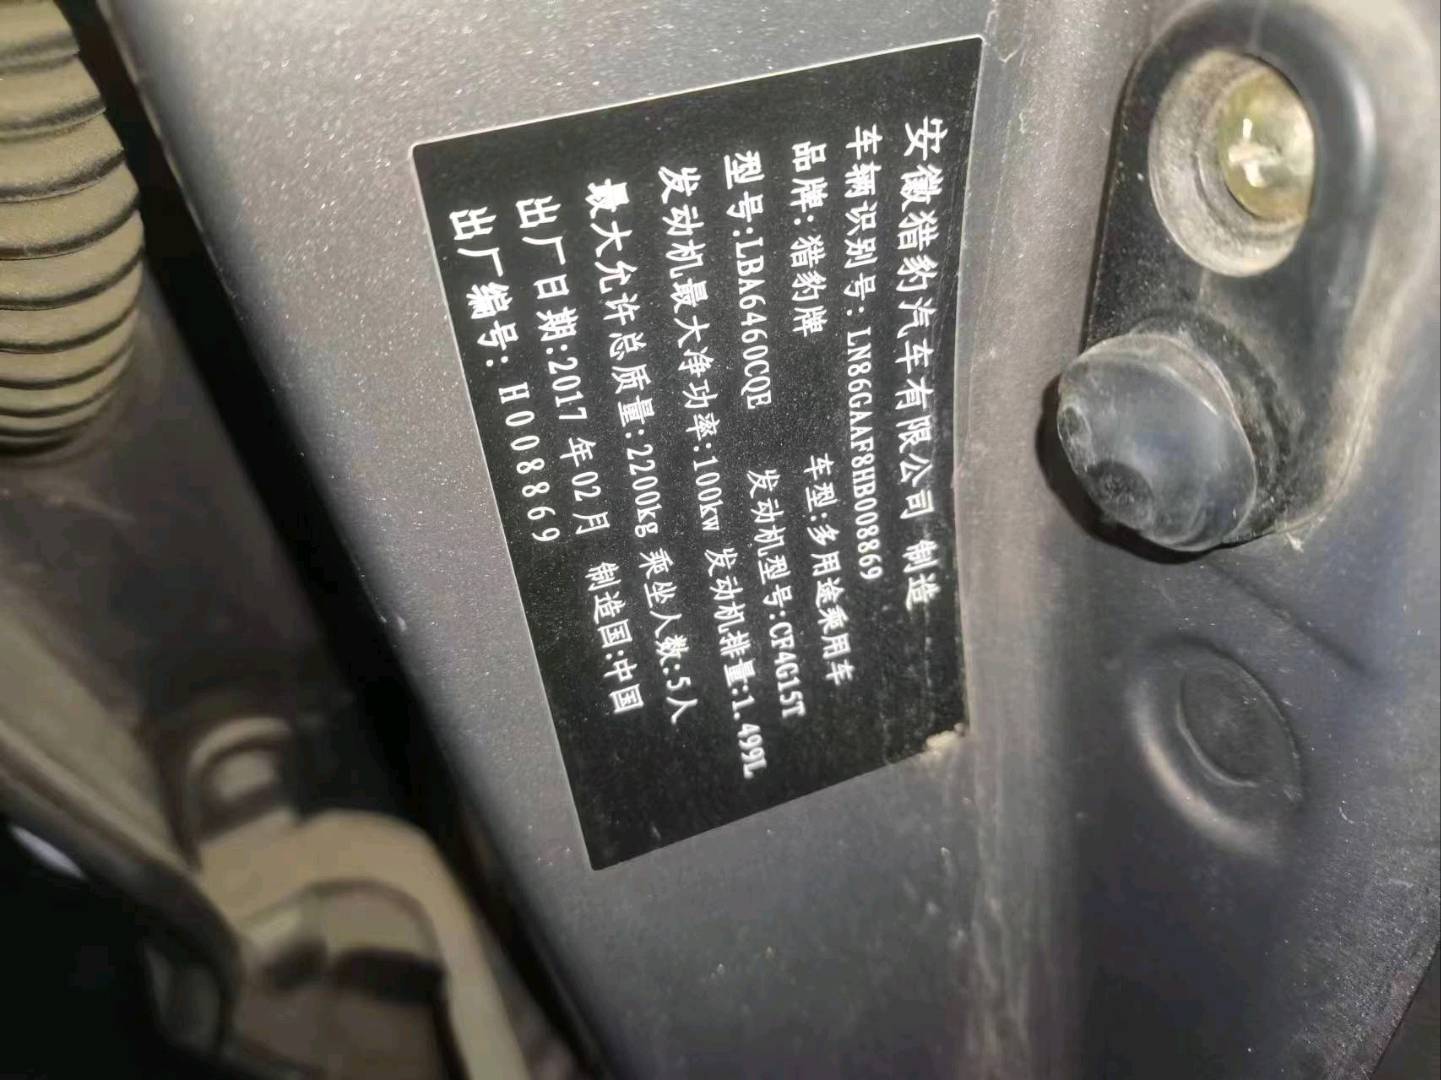 安徽猎豹汽车有限公司 制造
车辆识别号: LN86GAAF8HB008869
品牌: 猎豹牌 车型:多用途乘用车
型号:LBA6460CQE 发动机型号:CF4G15T
发动机最大净功率:100kw 发动机排量:1.499L
最大允许总质量:2200kg 乘坐人数:5人
出厂日期:2017年02月 制造国:中国
出厂编号: H008869